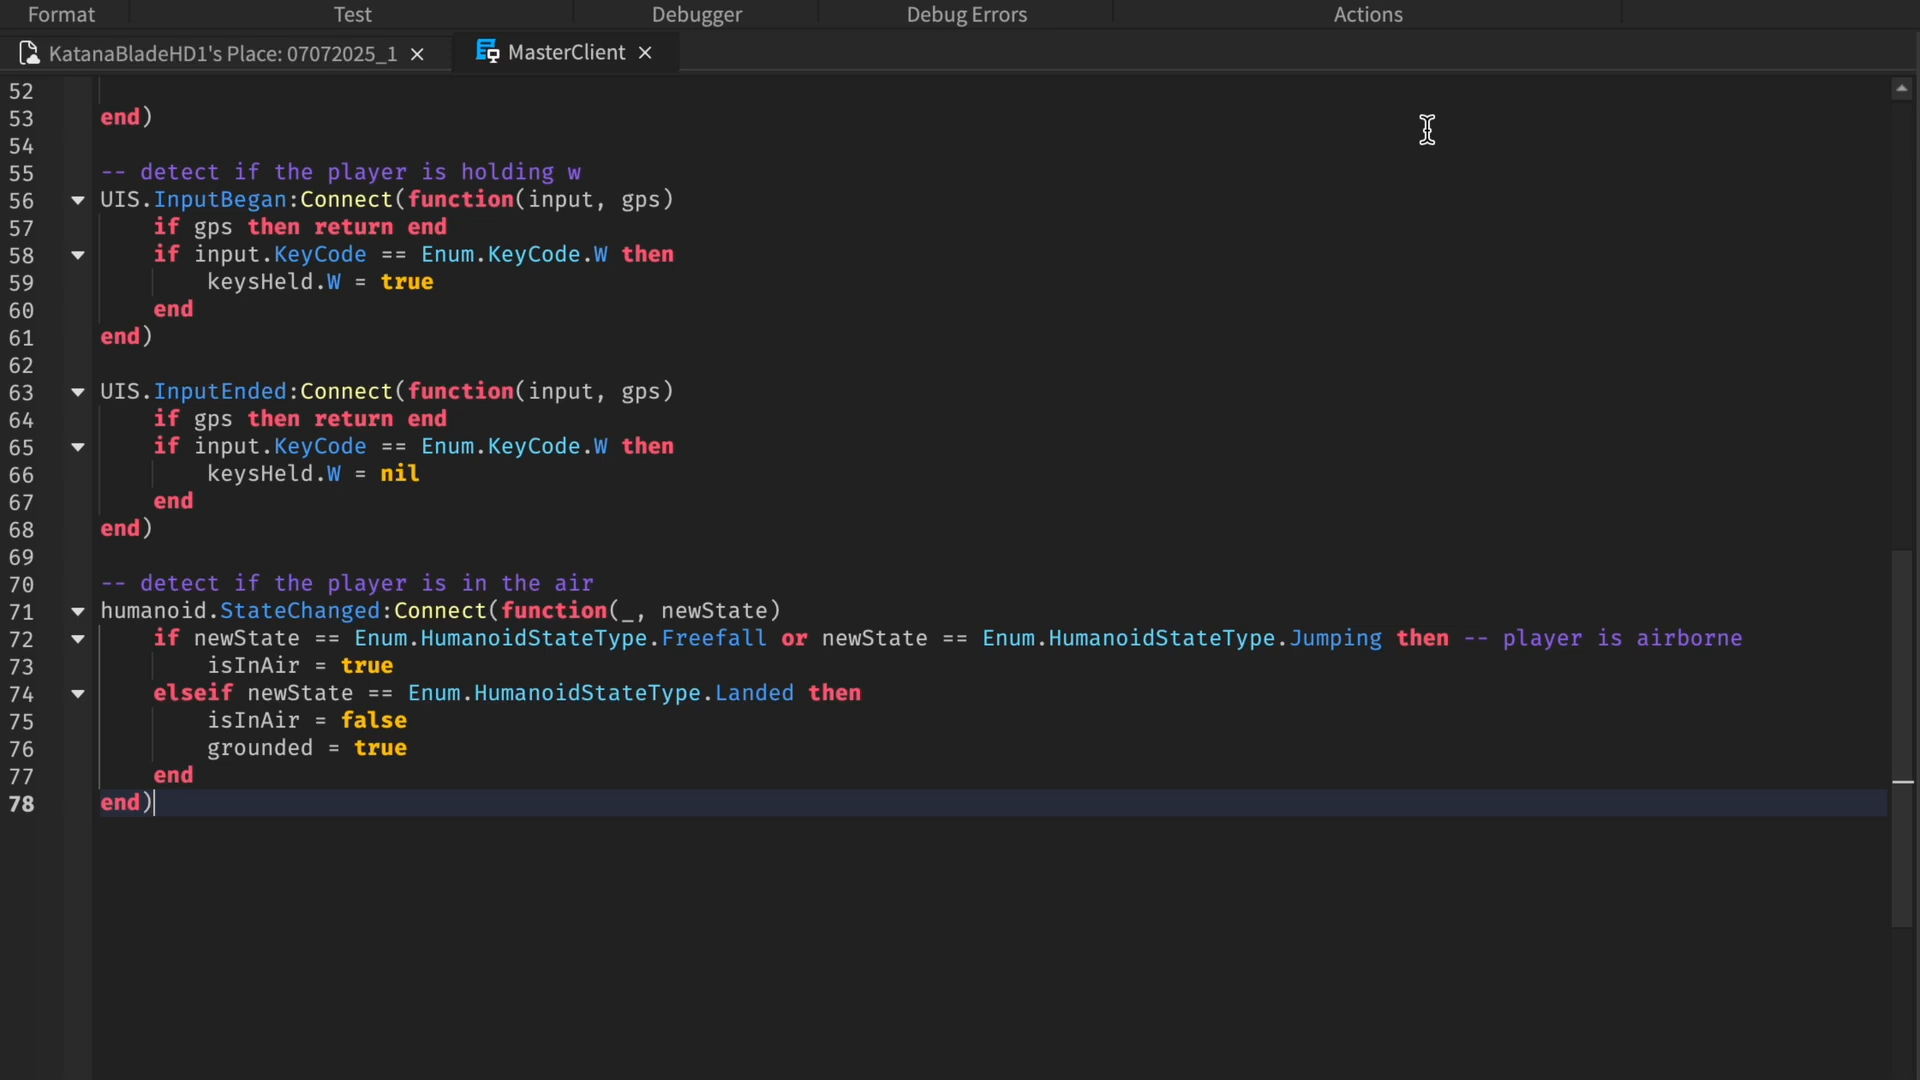 Format Test Debugger Debug Errors Actions
KatanaBladeHD1's Place: 07072025_1 MasterClient
52
53 end)
54
55 -- detect if the player is holding w
56 UIS.InputBegan:Connect(function(input, gps)
57 if gps then return end
58 if input.KeyCode == Enum.KeyCode.W then
59 keysHeld.W = true
60 end
61 end)
62
63 UIS.InputEnded:Connect(function(input, gps)
64 if gps then return end
65 if input.KeyCode == Enum.KeyCode.W then
66 keysHeld.W = nil
67 end
68 end)
69
70 -- detect if the player is in the air
71 humanoid.StateChanged:Connect(function(_, newState)
72 if newState == Enum.HumanoidStateType.Freefall or newState == Enum.HumanoidStateType.Jumping then -- player is airborne
73 isInAir = true
74 elseif newState == Enum.HumanoidStateType.Landed then
75 isInAir = false
76 grounded = true
77 end
78 end)